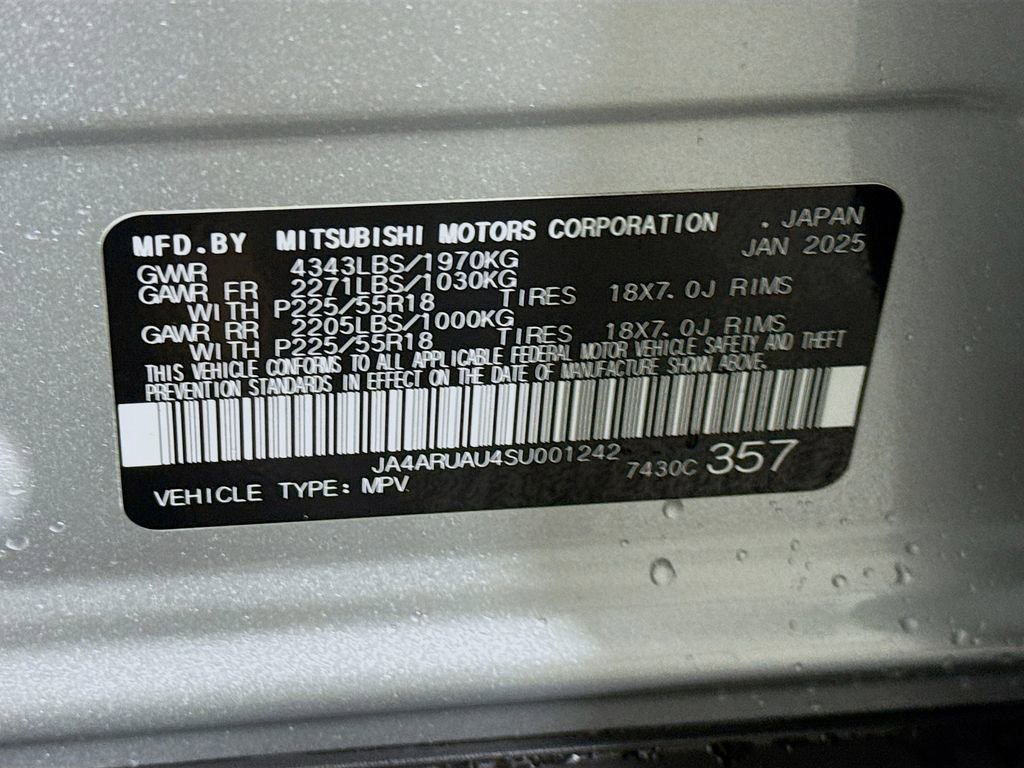 MFD.BY MITSUBISHI MOTORS CORPORATION . JAPAN
JAN 2025
GVWR 4343LBS/1970KG
GAWR FR 2271LBS/1030KG
WITH P225/55R18 TIRES 18X7.0J RIMS
GAWR RR 2205LBS/1000KG
WITH P225/55R18 TIRES 18X7.0J RIMS
THIS VEHICLE CONFORMS TO ALL APPLICABLE FEDERAL MOTOR VEHICLE SAFETY AND THEFT
PREVENTION STANDARDS IN EFFECT ON THE DATE OF MANUFACTURE SHOWN ABOVE.
JA4ARUAU4SU001242 7430C 357
VEHICLE TYPE: MPV